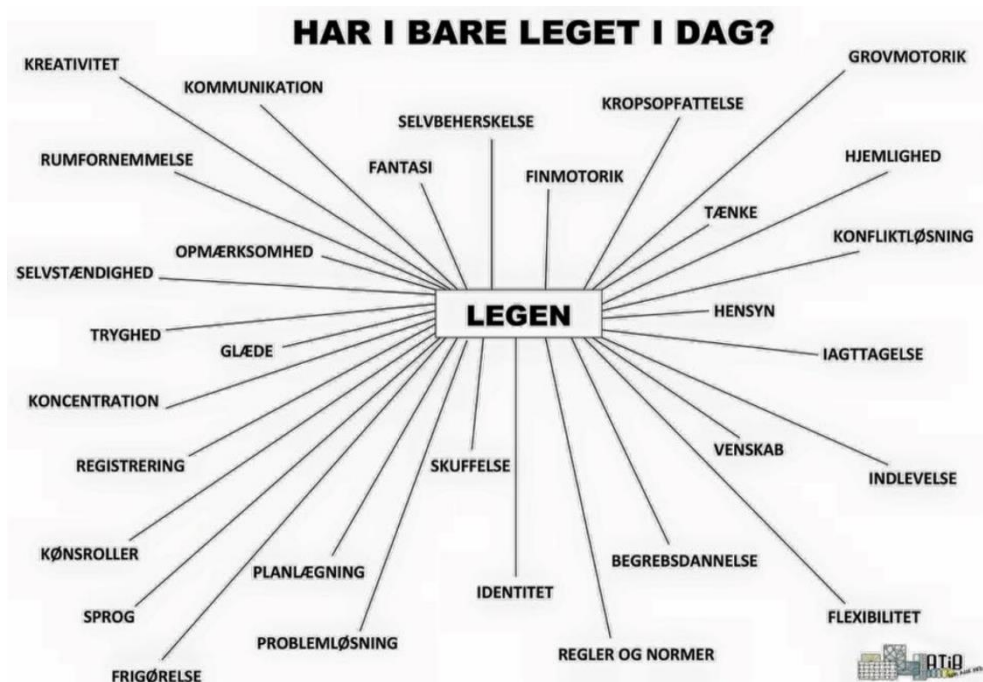 HAR I BARE LEGET I DAG?
KREATIVITET
KOMMUNIKATION
SELVBEHERSKELSE
KROPSOPFATTELSE
GROVMOTORIK
RUMFORNEMMELSE
FANTASI
FINMOTORIK
TÆNKE
HJEMLIGHED
OPMÆRKSOMHED
KONFLIKTLØSNING
SELVSTÆNDIGHED
LEGEN
HENSYN
TRYGHED
GLÆDE
IAGTTAGELSE
KONCENTRATION
REGISTRERING
SKUFFELSE
VENSKAB
INDLEVELSE
KØNSROLLER
PLANLÆGNING
IDENTITET
BEGREBSDANNELSE
SPROG
PROBLEMLØSNING
REGLER OG NORMER
FLEXIBILITET
FRIGØRELSE